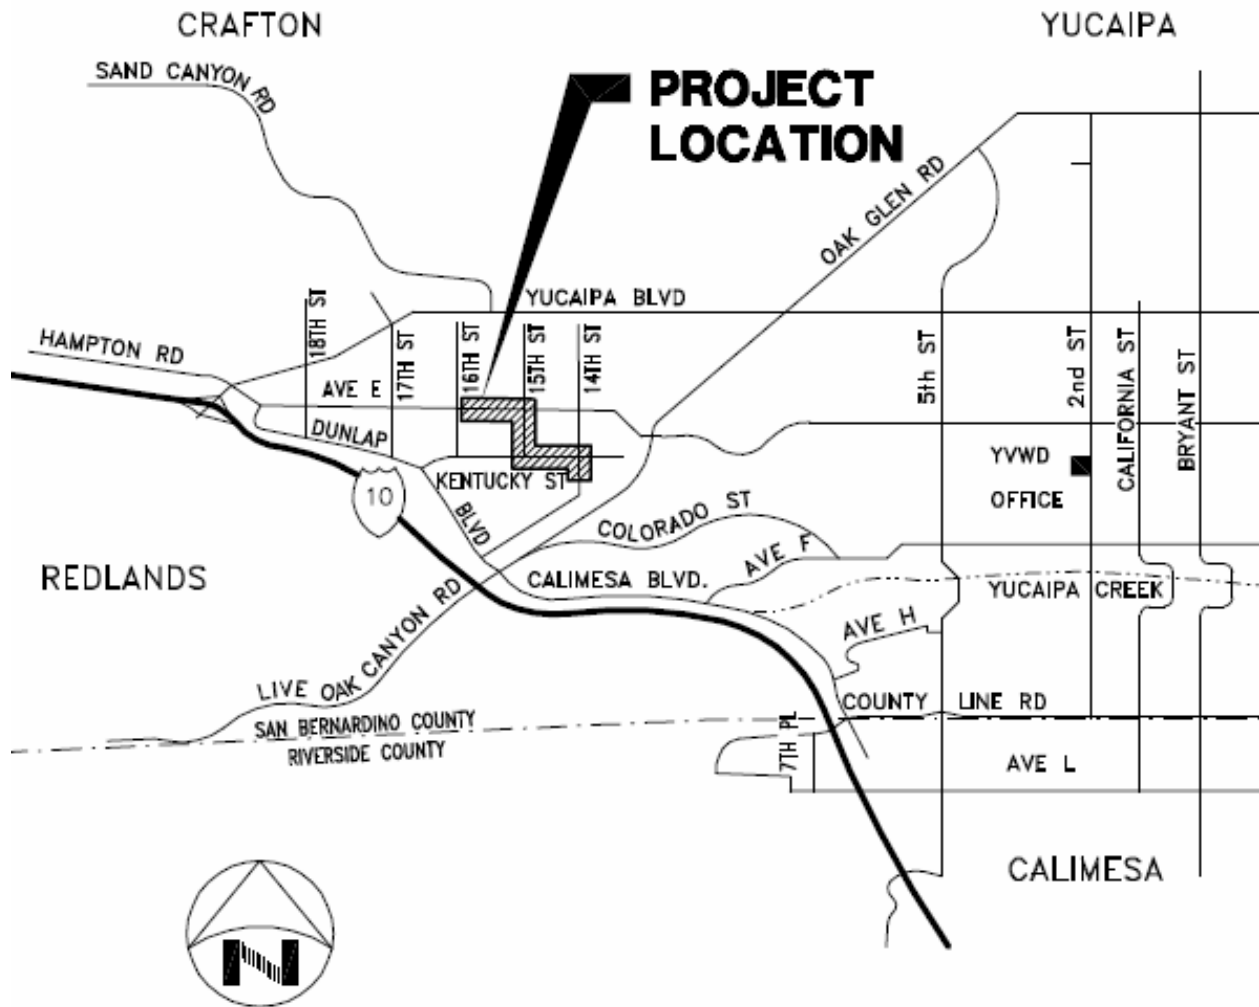 CRAFTON
YUCAIPA
SAND CANYON RD
PROJECT
LOCATION
OAK GLEN RD
YUCAIPA BLVD
HAMPTON RD
18TH ST
17TH ST
16TH ST
15TH ST
14TH ST
5th ST
2nd ST
CALIFORNIA ST
BRYANT ST
AVE E
DUNLAP
BLVD
KENTUCKY ST
YVWD
OFFICE
10
COLORADO ST
AVE F
REDLANDS
CALIMESA BLVD.
YUCAIPA CREEK
AVE H
LIVE OAK CANYON RD
COUNTY LINE RD
SAN BERNARDINO COUNTY
RIVERSIDE COUNTY
7TH PL
AVE L
CALIMESA
N